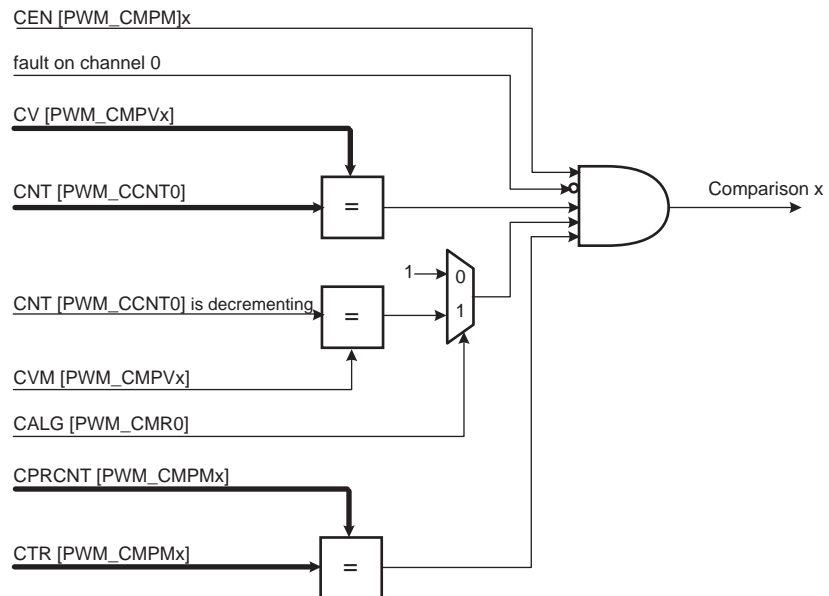 CEN [PWM_CMPM]x
fault on channel 0
CV [PWM_CMPVx]
CNT [PWM_CCNT0]
=
Comparison x
1
0
CNT [PWM_CCNT0] is decrementing
=
1
CVM [PWM_CMPVx]
CALG [PWM_CMR0]
CPRCNT [PWM_CMPMx]
CTR [PWM_CMPMx]
=